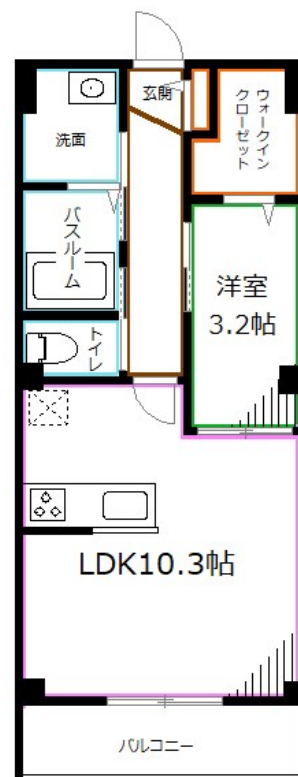 玄関
洗面
ウォークイン
クローゼット
バスルーム
洋室
3.2帖
トイレ
LDK10.3帖
バルコニー